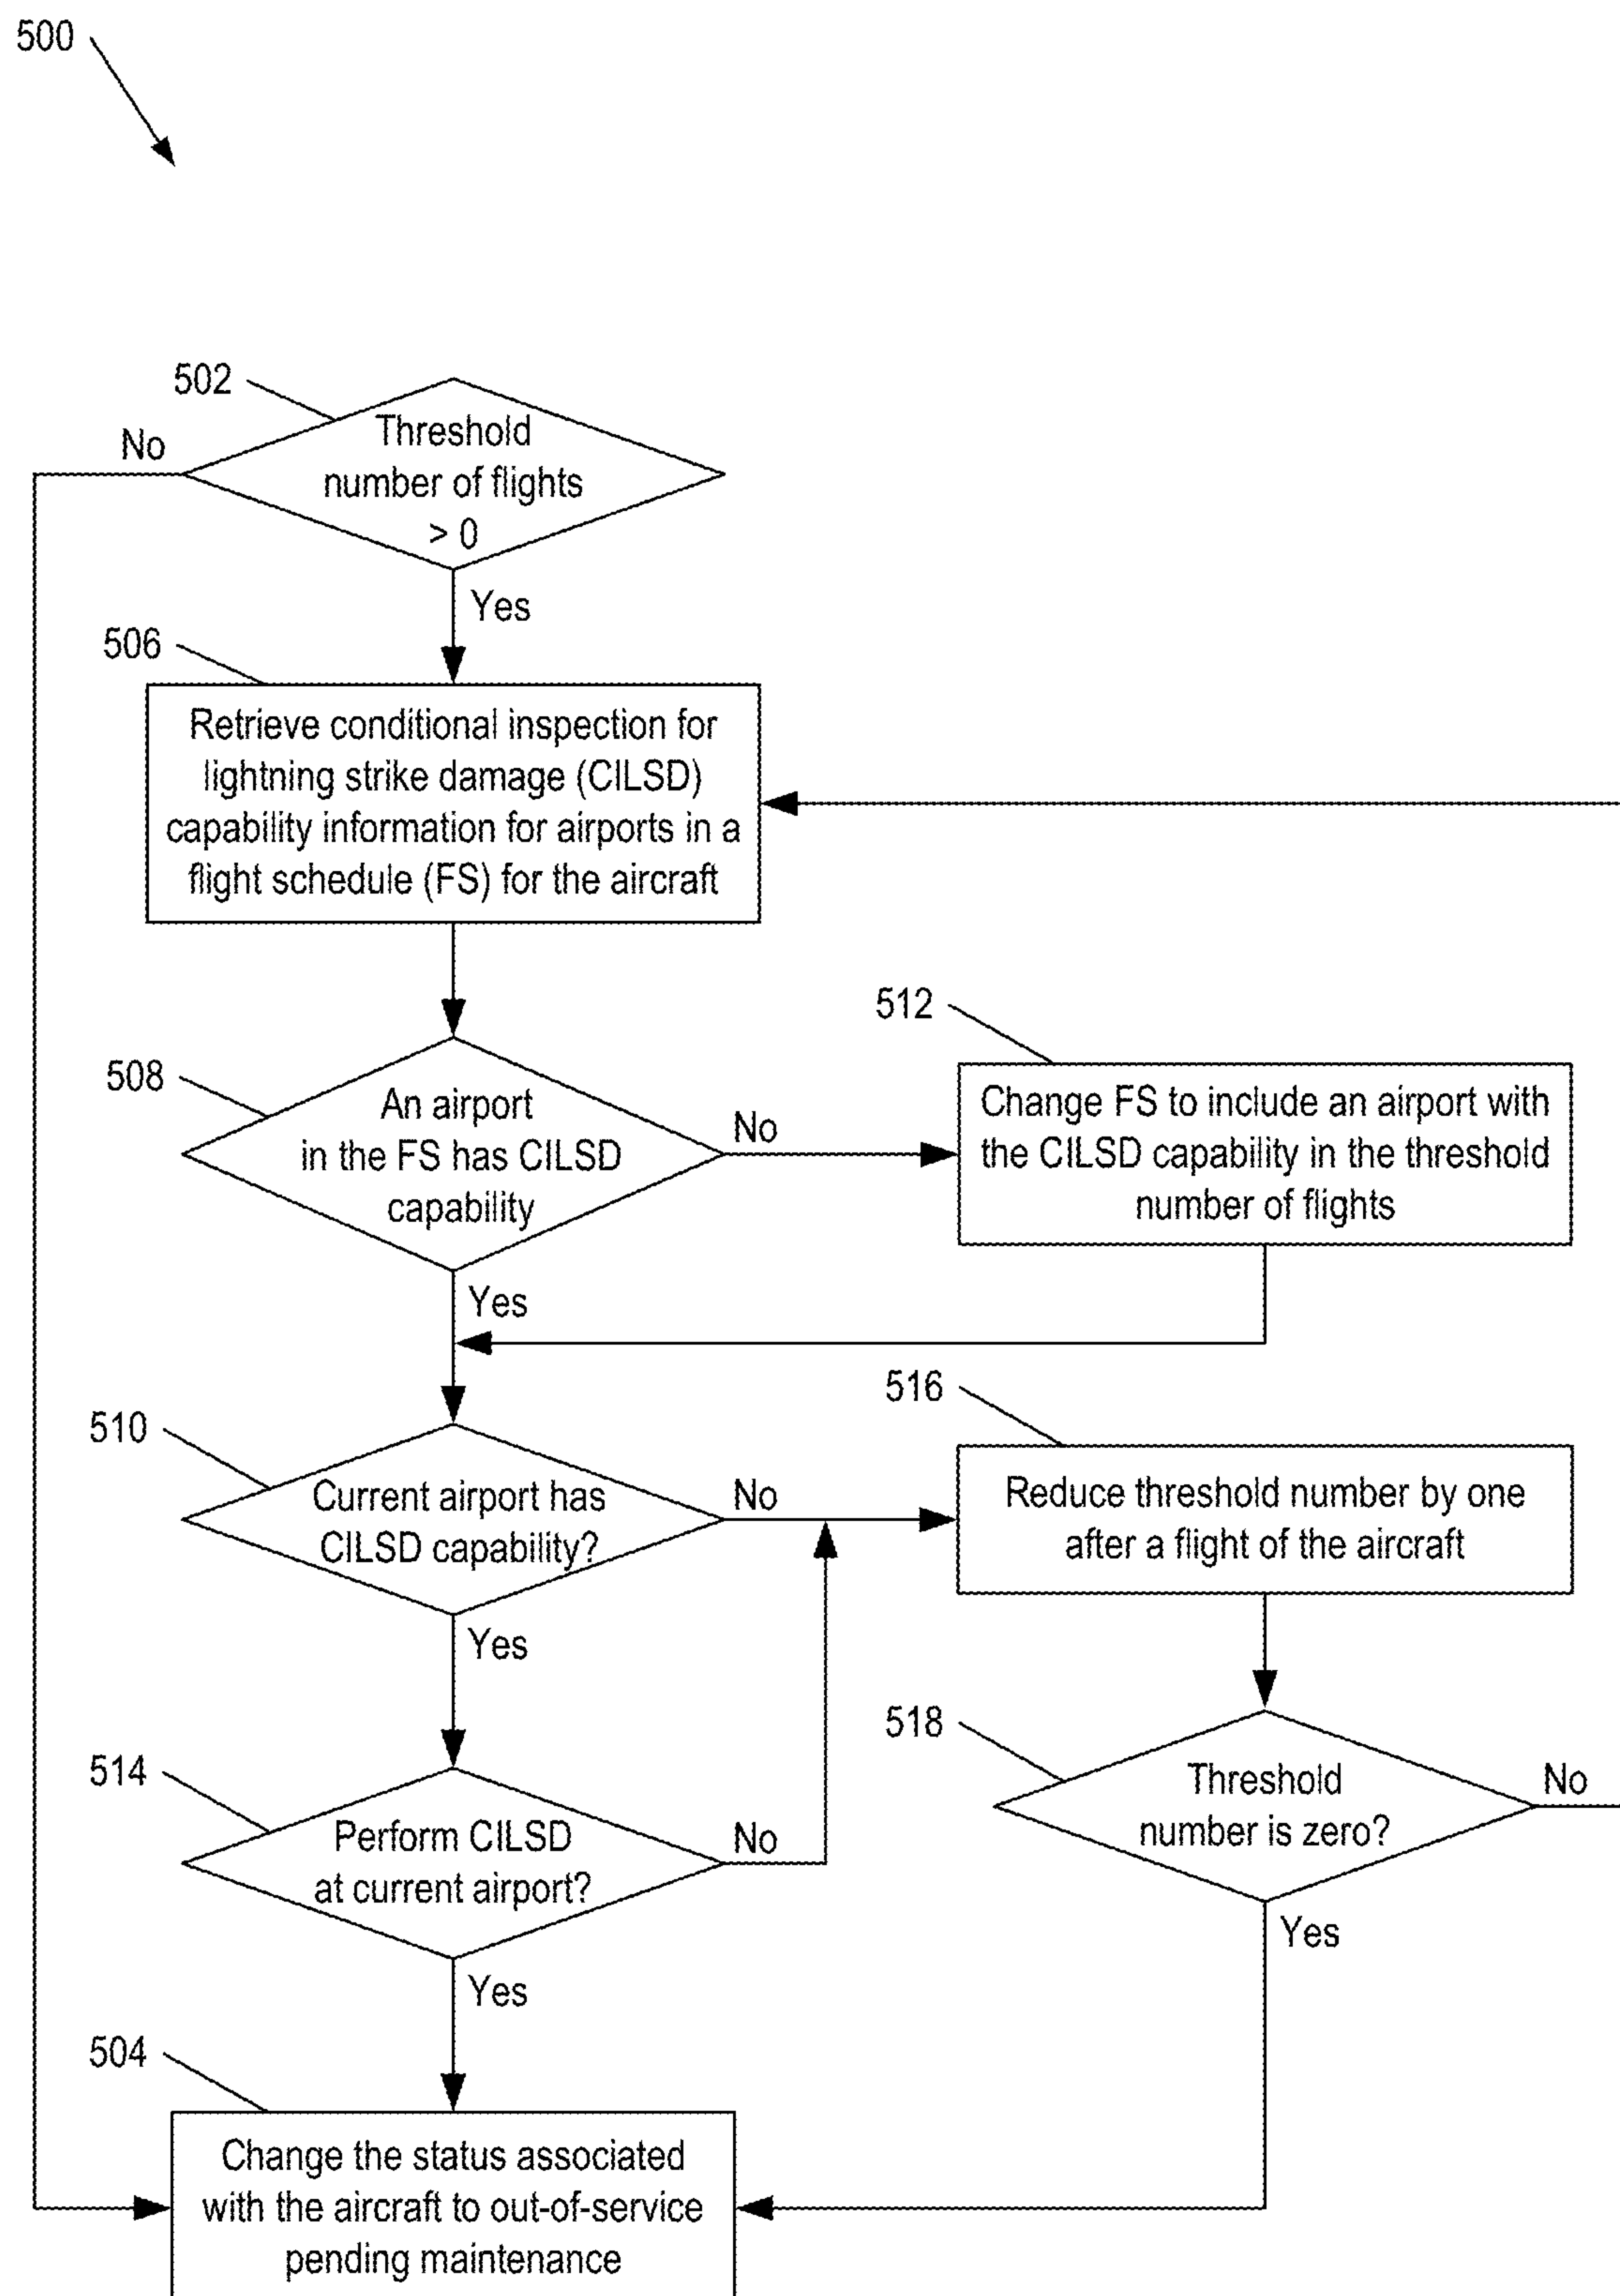 500
502
No
Threshold
number of flights
> 0
Yes
506
Retrieve conditional inspection for
lightning strike damage (CILSD)
capability information for airports in a
flight schedule (FS) for the aircraft
508
An airport
in the FS has CILSD
capability
No
512
Change FS to include an airport with
the CILSD capability in the threshold
number of flights
Yes
510
Current airport has
CILSD capability?
No
516
Reduce threshold number by one
after a flight of the aircraft
Yes
514
Perform CILSD
at current airport?
No
518
Threshold
number is zero?
No
Yes
Yes
504
Change the status associated
with the aircraft to out-of-service
pending maintenance